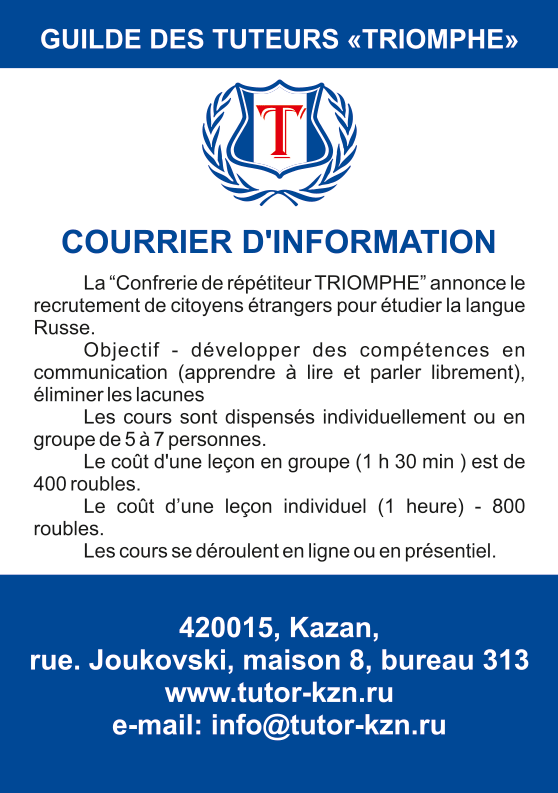 GUILDE DES TUTEURS «TRIOMPHE»
T
COURRIER D'INFORMATION
La “Confrerie de répétiteur TRIOMPHE” annonce le
recrutement de citoyens étrangers pour étudier la langue
Russe.
Objectif - développer des compétences en
communication (apprendre à lire et parler librement),
éliminer les lacunes
Les cours sont dispensés individuellement ou en
groupe de 5 à 7 personnes.
Le coût d'une leçon en groupe (1 h 30 min ) est de
400 roubles.
Le coût d’une leçon individuel (1 heure) - 800
roubles.
Les cours se déroulent en ligne ou en présentiel.
420015, Kazan,
rue. Joukovski, maison 8, bureau 313
www.tutor-kzn.ru
e-mail: info@tutor-kzn.ru